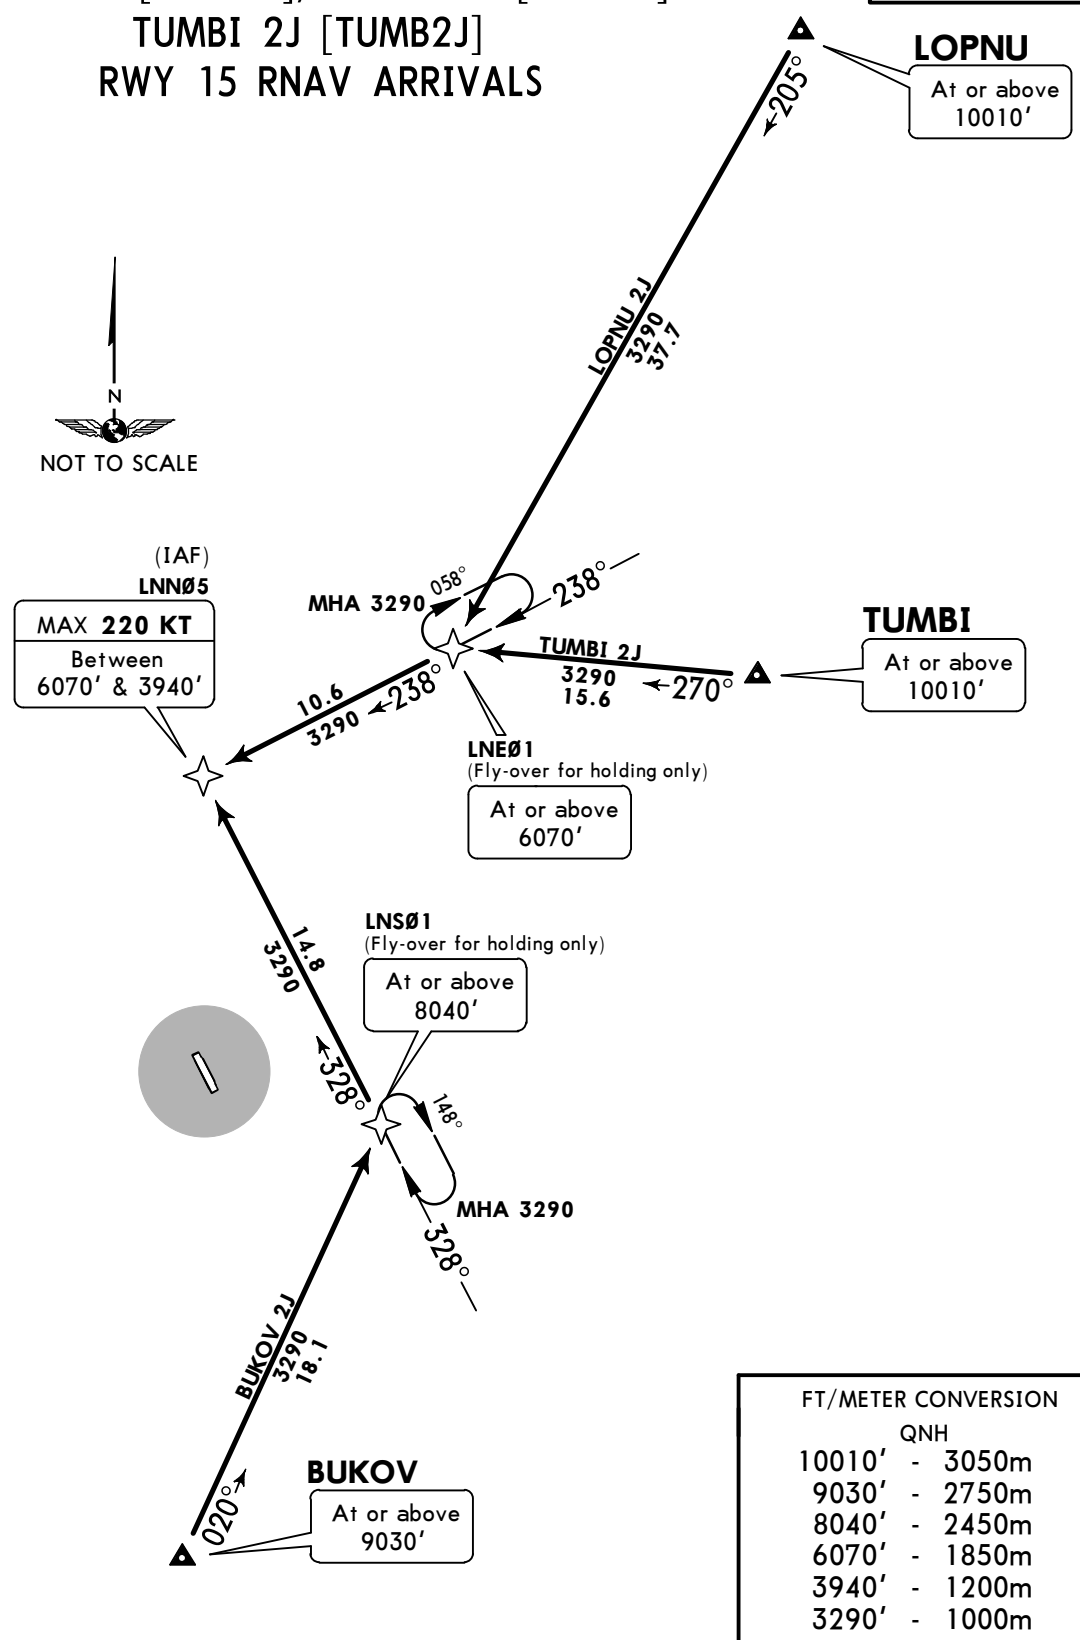 TUMBI 2J [TUMB2J]
RWY 15 RNAV ARRIVALS
LOPNU
At or above
10010'
205°
LOPNU 2J
3290
37.7
N
NOT TO SCALE
(IAF)
LNNØ5
MAX 220 KT
Between
6070' & 3940'
MHA 3290
058°
238°
TUMBI
At or above
10010'
TUMBI 2J
3290
15.6
270°
10.6
3290
238°
LNEØ1
(Fly-over for holding only)
At or above
6070'
LNSØ1
(Fly-over for holding only)
At or above
8040'
14.8
3290
328°
148°
MHA 3290
328°
BUKOV 2J
3290
18.1
020°
BUKOV
At or above
9030'
FT/METER CONVERSION
QNH
10010' - 3050m
9030' - 2750m
8040' - 2450m
6070' - 1850m
3940' - 1200m
3290' - 1000m